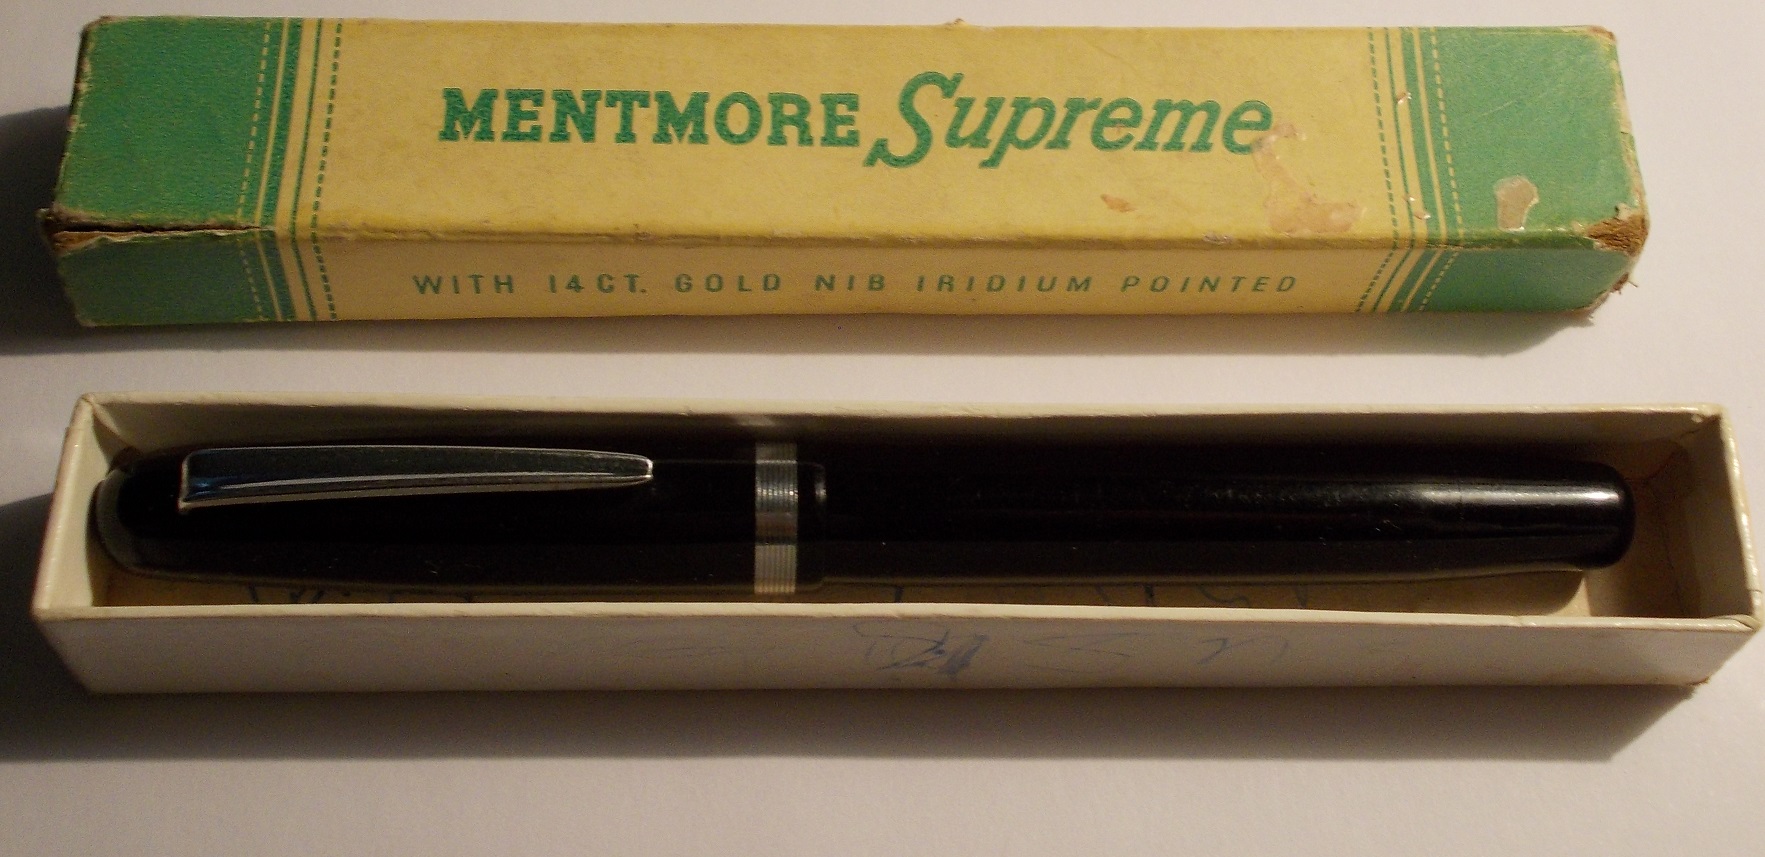 MENTMORE Supreme
WITH 14CT. GOLD NIB IRIDIUM POINTED